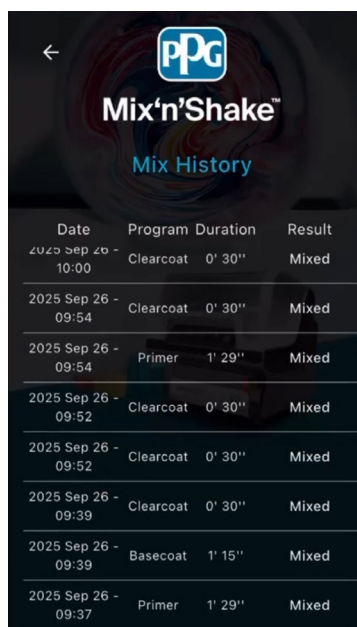 PPG
Mix'n'Shake™
Mix History
Date Program Duration Result
2025 Sep 26 -
10:00 Clearcoat 0' 30'' Mixed
2025 Sep 26 -
09:54 Clearcoat 0' 30'' Mixed
2025 Sep 26 -
09:54 Primer 1' 29'' Mixed
2025 Sep 26 -
09:52 Clearcoat 0' 30'' Mixed
2025 Sep 26 -
09:52 Clearcoat 0' 30'' Mixed
2025 Sep 26 -
09:39 Clearcoat 0' 30'' Mixed
2025 Sep 26 -
09:39 Basecoat 1' 15'' Mixed
2025 Sep 26 -
09:37 Primer 1' 29'' Mixed